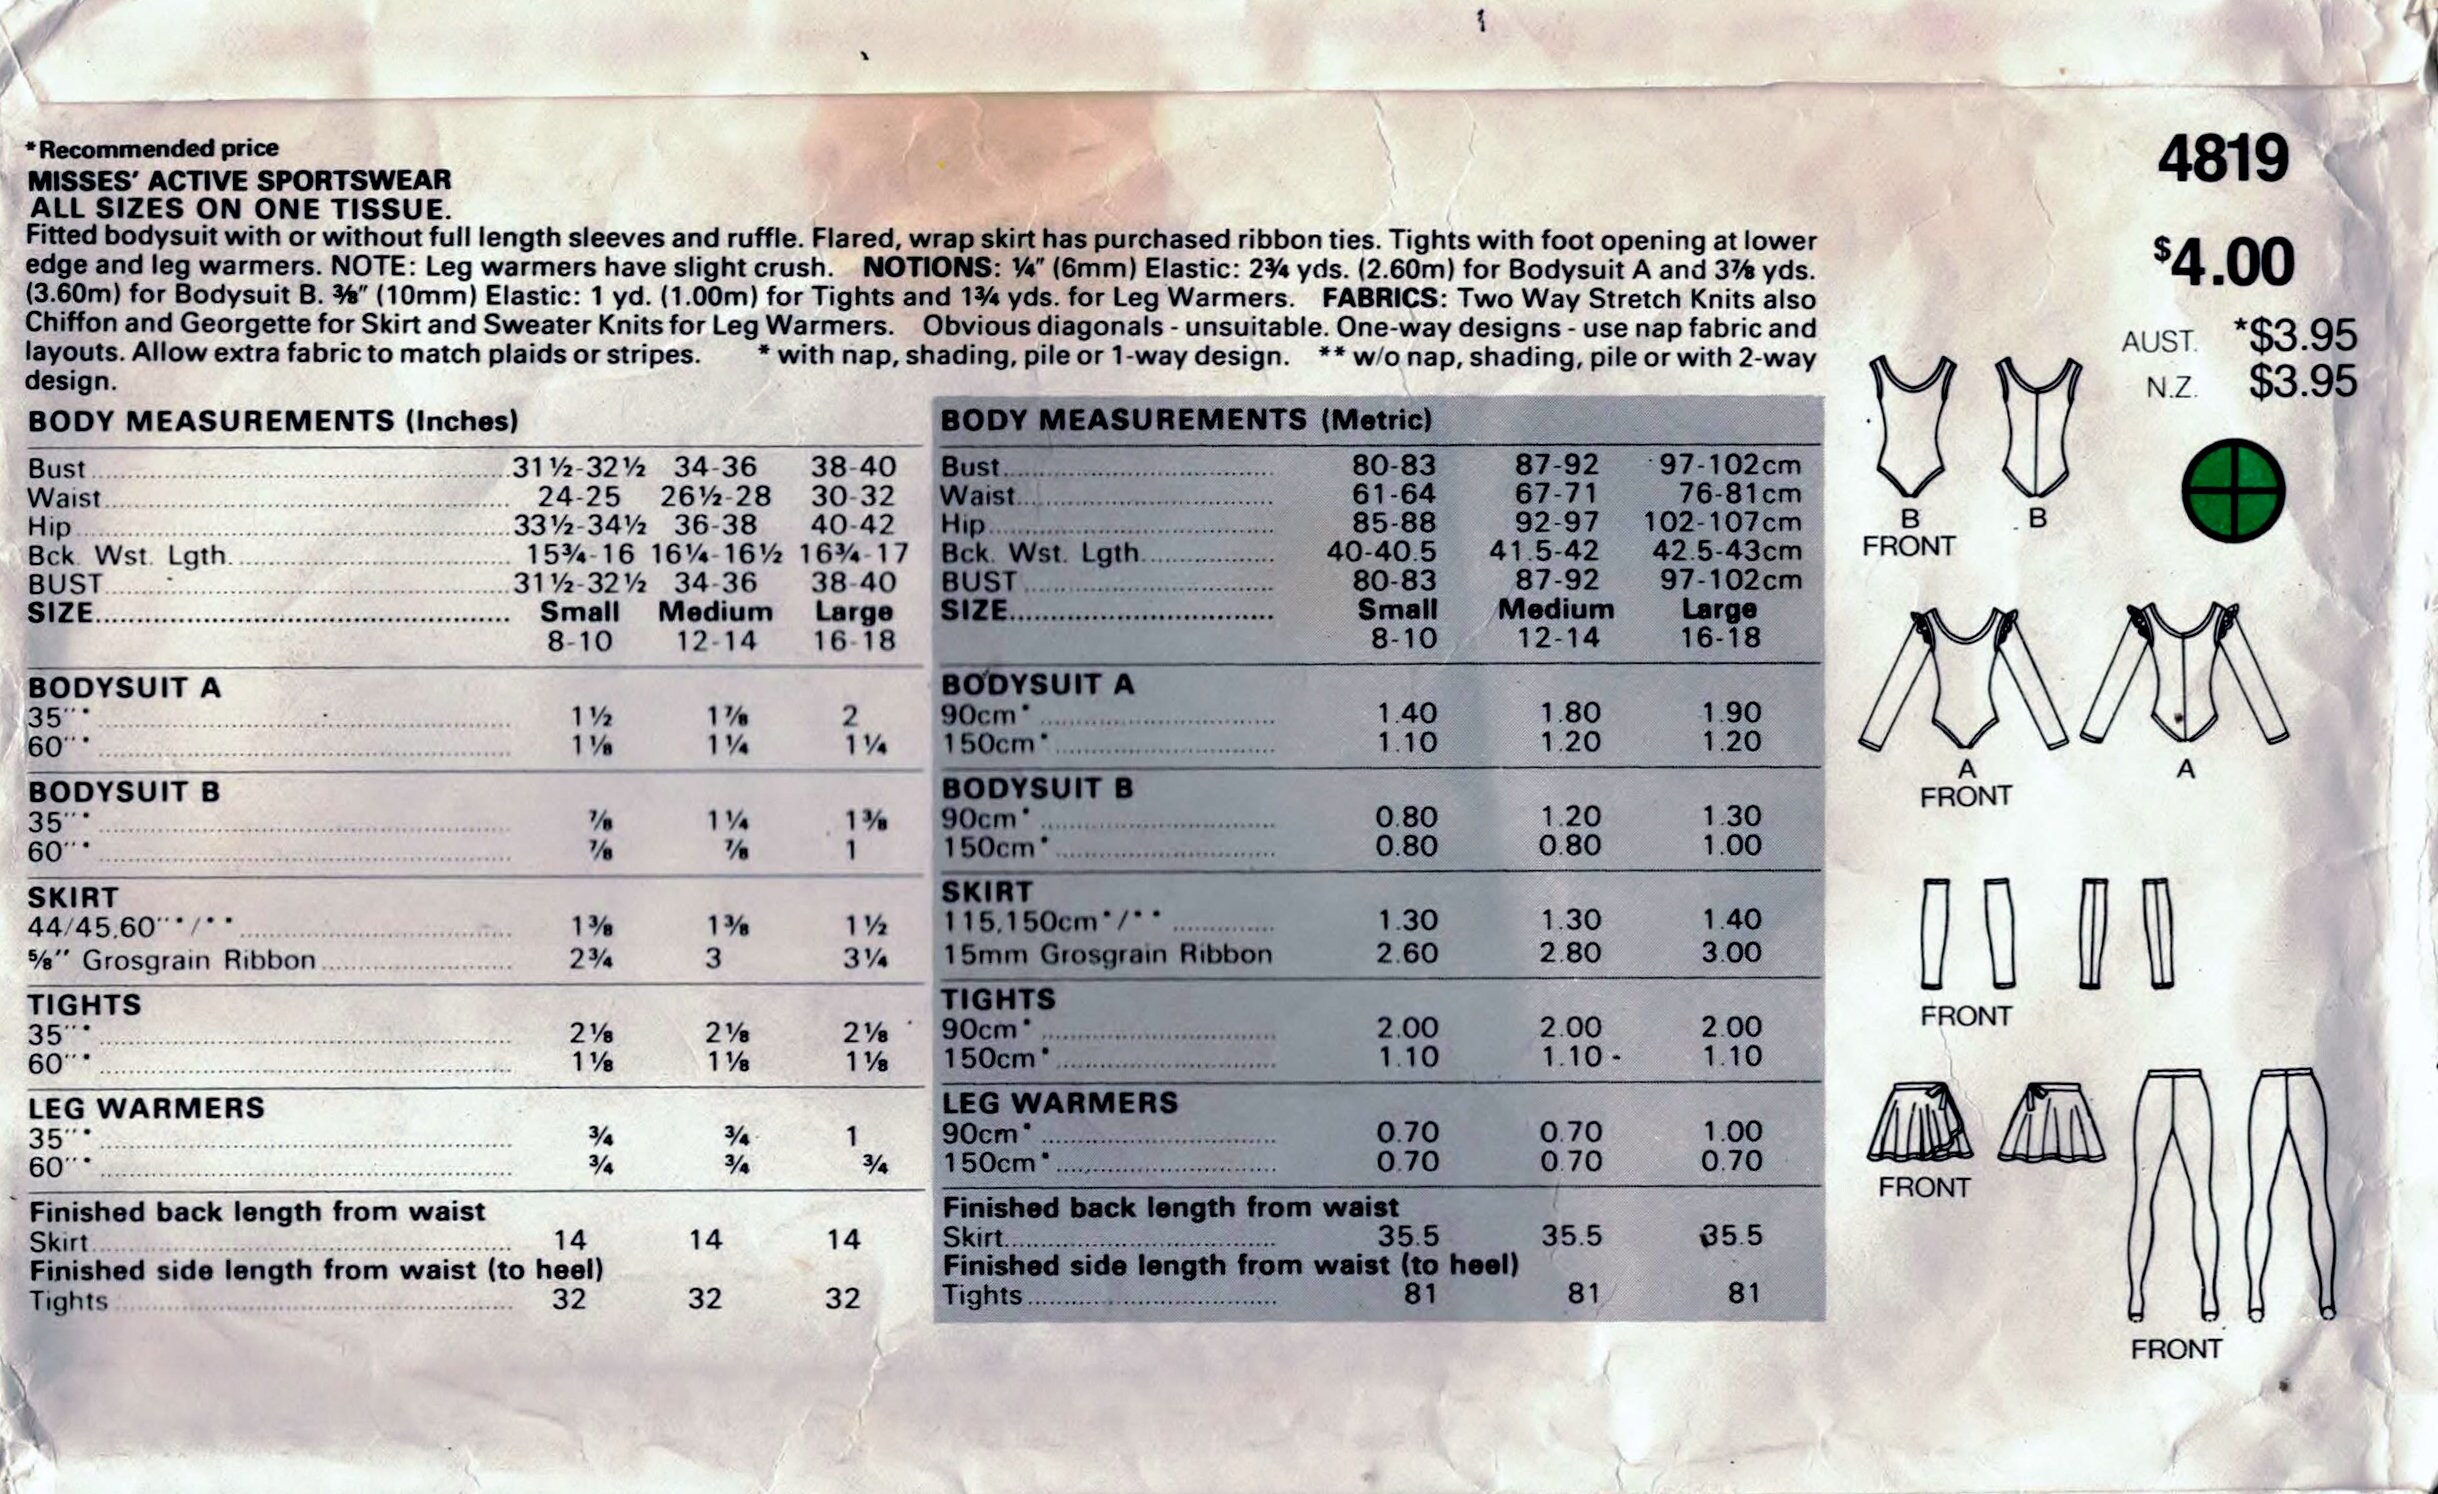 *Recommended price
MISSES' ACTIVE SPORTSWEAR
ALL SIZES ON ONE TISSUE.
Fitted bodysuit with or without full length sleeves and ruffle. Flared, wrap skirt has purchased ribbon ties. Tights with foot opening at lower
edge and leg warmers. NOTE: Leg warmers have slight crush. NOTIONS: ¼" (6mm) Elastic: 2¾ yds. (2.60m) for Bodysuit A and 3⅞ yds.
(3.60m) for Bodysuit B. ⅜" (10mm) Elastic: 1 yd. (1.00m) for Tights and 1¾ yds. for Leg Warmers. FABRICS: Two Way Stretch Knits also
Chiffon and Georgette for Skirt and Sweater Knits for Leg Warmers. Obvious diagonals - unsuitable. One-way designs - use nap fabric and
layouts. Allow extra fabric to match plaids or stripes. * with nap, shading, pile or 1-way design. ** w/o nap, shading, pile or with 2-way
design.
BODY MEASUREMENTS (Inches)
Bust 31½-32½ 34-36 38-40
Waist 24-25 26½-28 30-32
Hip 33½-34½ 36-38 40-42
Bck. Wst. Lgth. 15¾-16 16¼-16½ 16¾-17
BUST 31½-32½ 34-36 38-40
SIZE Small Medium Large
8-10 12-14 16-18
BODYSUIT A
35"* 1½ 1⅞ 2
60"* 1⅛ 1¼ 1¼
BODYSUIT B
35"* ⅞ 1¼ 1⅜
60"* ⅞ ⅞ 1
SKIRT
44/45,60"*/** 1⅜ 1⅜ 1½
⅝" Grosgrain Ribbon 2¾ 3 3¼
TIGHTS
35"* 2⅛ 2⅛ 2⅛
60"* 1⅛ 1⅛ 1⅛
LEG WARMERS
35"* ¾ ¾ 1
60"* ¾ ¾ ¾
Finished back length from waist
Skirt 14 14 14
Finished side length from waist (to heel)
Tights 32 32 32
BODY MEASUREMENTS (Metric)
Bust 80-83 87-92 97-102cm
Waist 61-64 67-71 76-81cm
Hip 85-88 92-97 102-107cm
Bck. Wst. Lgth. 40-40.5 41.5-42 42.5-43cm
BUST 80-83 87-92 97-102cm
SIZE Small Medium Large
8-10 12-14 16-18
BODYSUIT A
90cm* 1.40 1.80 1.90
150cm* 1.10 1.20 1.20
BODYSUIT B
90cm* 0.80 1.20 1.30
150cm* 0.80 0.80 1.00
SKIRT
115,150cm*/** 1.30 1.30 1.40
15mm Grosgrain Ribbon 2.60 2.80 3.00
TIGHTS
90cm* 2.00 2.00 2.00
150cm* 1.10 1.10 1.10
LEG WARMERS
90cm* 0.70 0.70 1.00
150cm* 0.70 0.70 0.70
Finished back length from waist
Skirt 35.5 35.5 35.5
Finished side length from waist (to heel)
Tights 81 81 81
4819
$4.00
AUST. *$3.95
N.Z. $3.95
B B
FRONT
A A
FRONT
FRONT
FRONT
FRONT